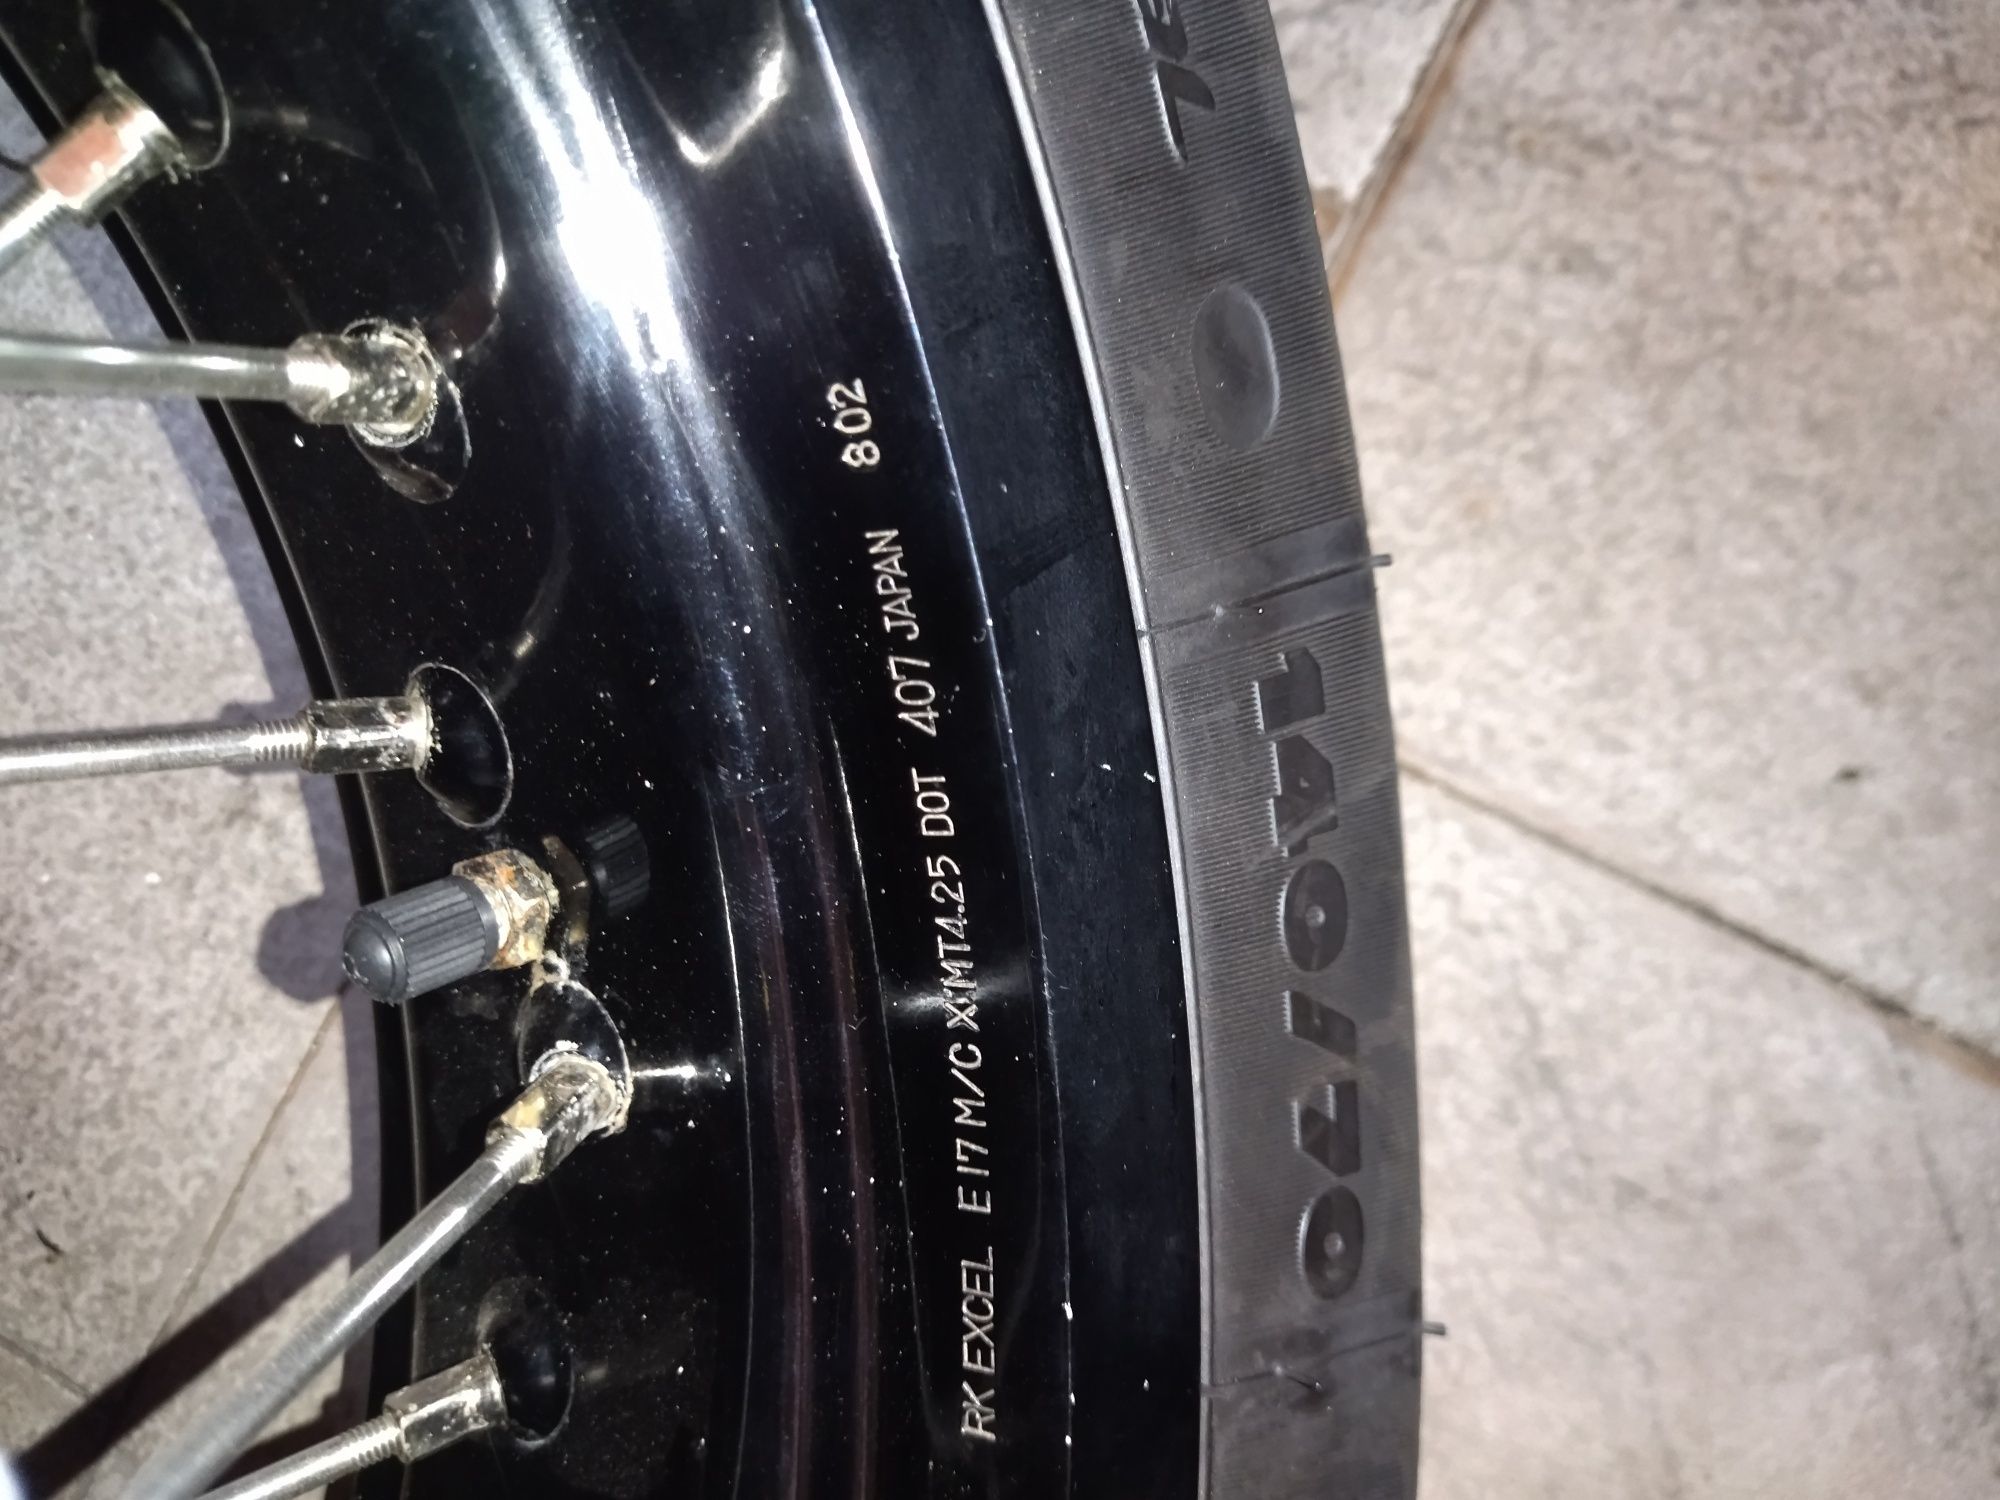 RK EXCEL E 17 M/C X MT4.25 DOT 407 JAPAN 802
140/70